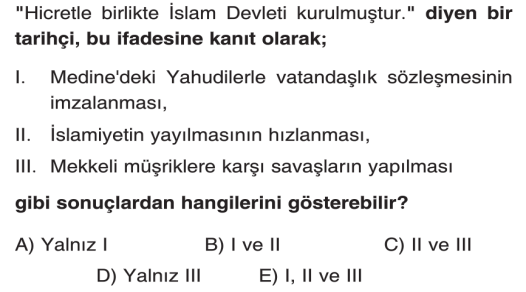 "Hicretle birlikte İslam Devleti kurulmuştur." diyen bir
tarihçi, bu ifadesine kanıt olarak;
I. Medine'deki Yahudilerle vatandaşlık sözleşmesinin
imzalanması,
II. İslamiyetin yayılmasının hızlanması,
III. Mekkeli müşriklere karşı savaşların yapılması
gibi sonuçlardan hangilerini gösterebilir?
A) Yalnız I B) I ve II C) II ve III
D) Yalnız III E) I, II ve III